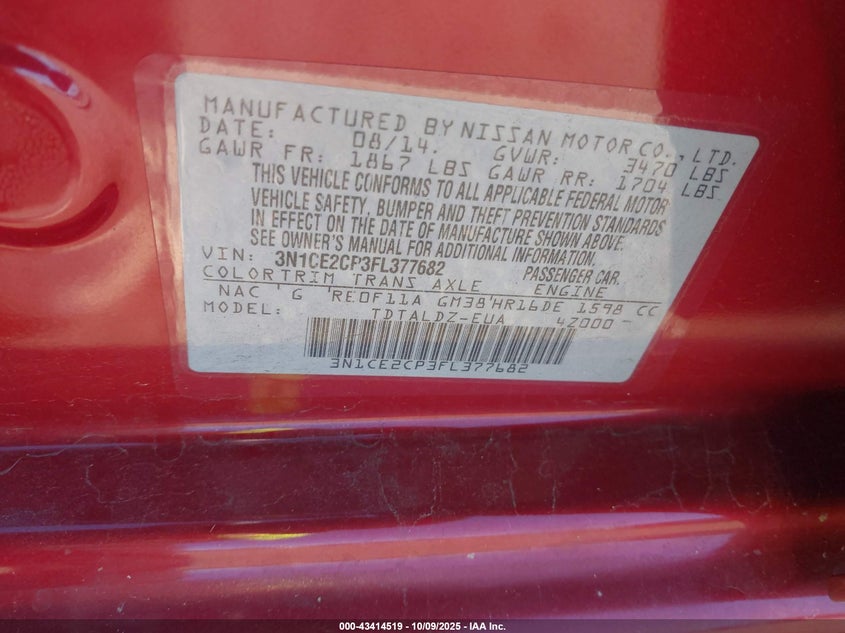 MANUFACTURED BY NISSAN MOTOR CO., LTD.
DATE: 08/14. GVWR: 3470 LBS
GAWR FR: 1867 LBS GAWR RR: 1704 LBS
THIS VEHICLE CONFORMS TO ALL APPLICABLE FEDERAL MOTOR
VEHICLE SAFETY, BUMPER AND THEFT PREVENTION STANDARDS
IN EFFECT ON THE DATE OF MANUFACTURE SHOWN ABOVE.
SEE OWNER'S MANUAL FOR ADDITIONAL INFORMATION.
VIN: 3N1CE2CP3FL377682 PASSENGER CAR.
COLORTRIM TRANS AXLE ENGINE
NAC G RE0F11A GM38 HR16DE 1598 CC
MODEL: TDTALDZ-EUA 42000-
3N1CE2CP3FL377682
000-43414519 - 10/09/2025 - IAA Inc.